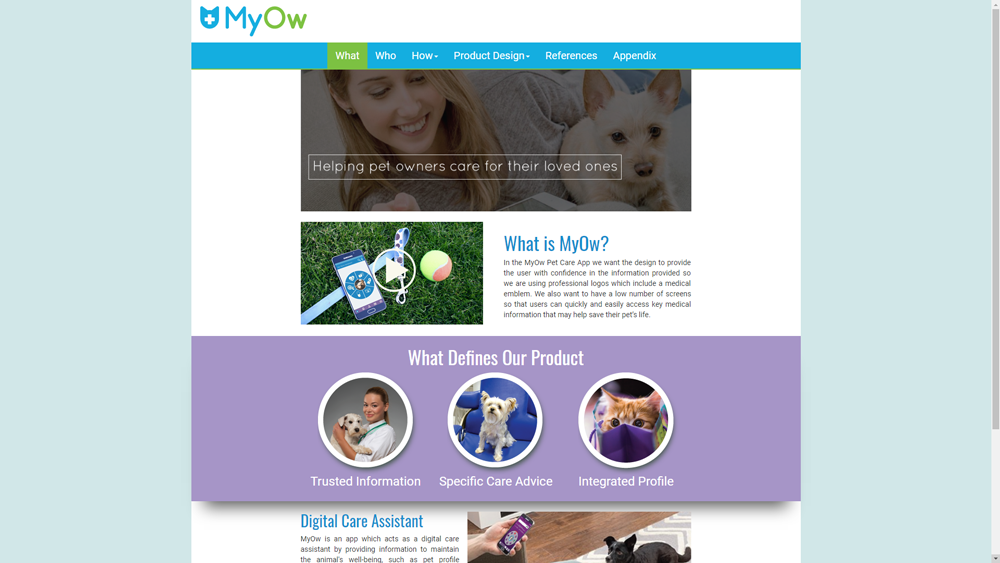 MyOw
What Who How Product Design References Appendix
Helping pet owners care for their loved ones
What is MyOw?
In the MyOw Pet Care App we want the design to provide
the user with confidence in the information provided so
we are using professional logos which include a medical
emblem. We also want to have a low number of screens
so that users can quickly and easily access key medical
information that may help save their pet's life.
What Defines Our Product
Trusted Information Specific Care Advice Integrated Profile
Digital Care Assistant
MyOw is an app which acts as a digital care
assistant by providing information to maintain
the animal's well-being, such as pet profile